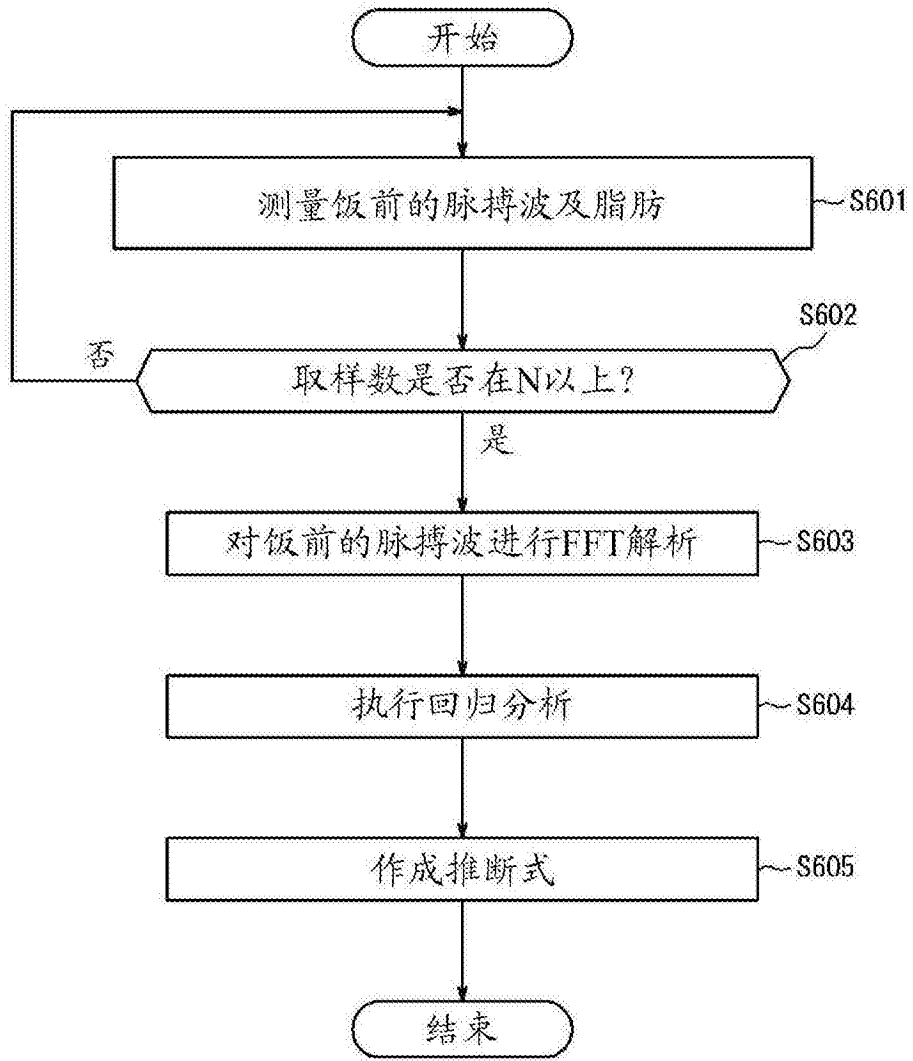 开始
测量饭前的脉搏波及脂肪
S601
S602
取样数是否在N以上?
否
是
对饭前的脉搏波进行FFT解析
S603
执行回归分析
S604
作成推断式
S605
结束